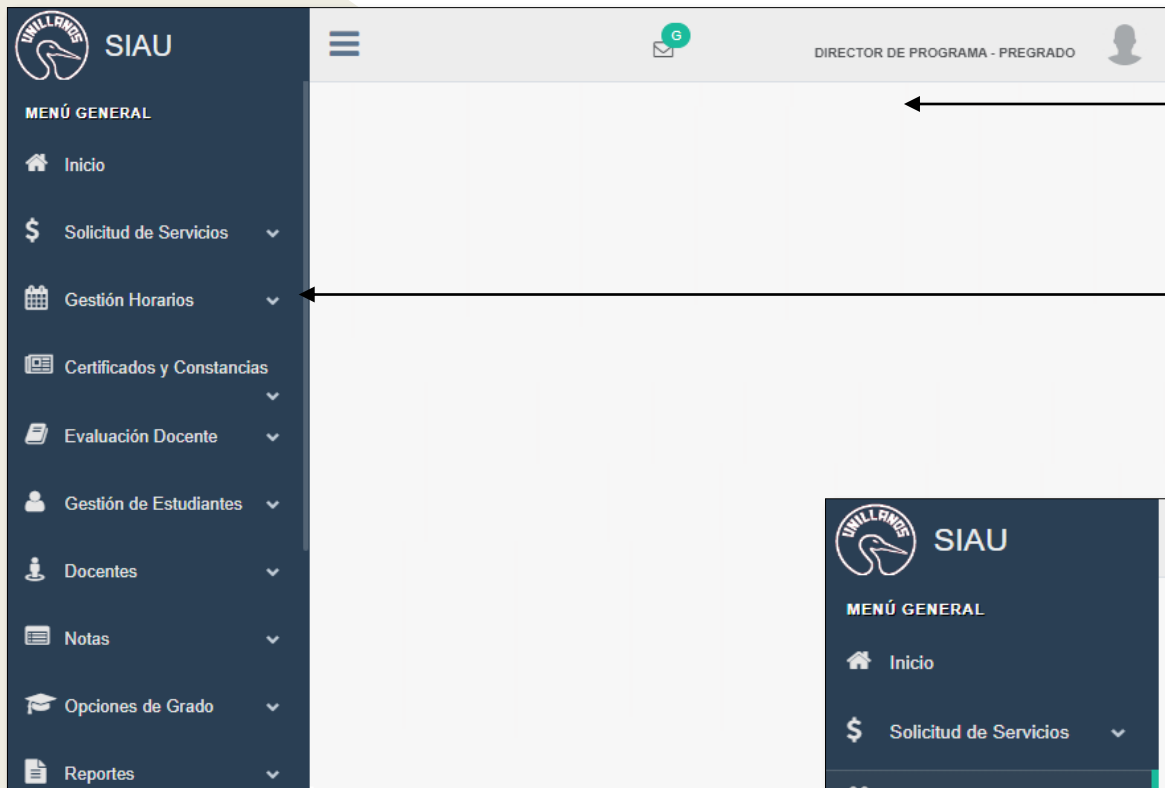 UNILLANOS
SIAU
G
DIRECTOR DE PROGRAMA - PREGRADO
MENÚ GENERAL
Inicio
$ Solicitud de Servicios
Gestión Horarios
Certificados y Constancias
Evaluación Docente
Gestión de Estudiantes
Docentes
Notas
Opciones de Grado
Reportes
UNILLANOS
SIAU
MENÚ GENERAL
Inicio
$ Solicitud de Servicios